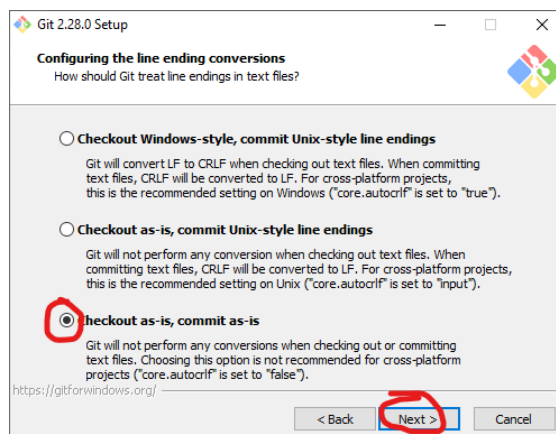 Git 2.28.0 Setup
Configuring the line ending conversions
How should Git treat line endings in text files?
Checkout Windows-style, commit Unix-style line endings
Git will convert LF to CRLF when checking out text files. When committing
text files, CRLF will be converted to LF. For cross-platform projects,
this is the recommended setting on Windows ("core.autocrlf" is set to "true").
Checkout as-is, commit Unix-style line endings
Git will not perform any conversion when checking out text files. When
committing text files, CRLF will be converted to LF. For cross-platform projects,
this is the recommended setting on Unix ("core.autocrlf" is set to "input").
Checkout as-is, commit as-is
Git will not perform any conversions when checking out or committing
text files. Choosing this option is not recommended for cross-platform
projects ("core.autocrlf" is set to "false").
https://gitforwindows.org/
< Back
Next >
Cancel